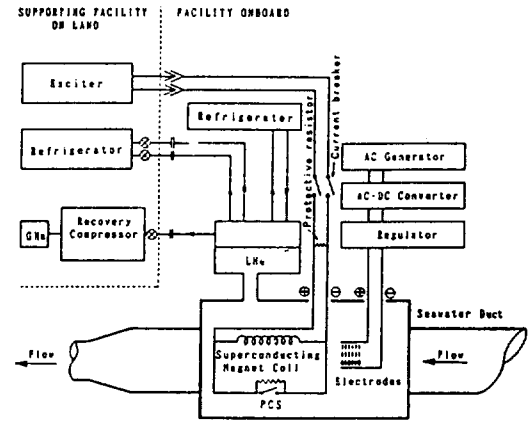 SUPPORTING FACILITY
ON LAND
FACILITY ONBOARD
Exciter
Refrigerator
Refrigerator
Protective resistor
Current breaker
AC Generator
AC-DC Converter
Regulator
GHe
Recovery
Compressor
LHe
⊕ ⊖ ⊕ ⊖
Seawater Duct
Flow
Superconducting
Magnet Coil
PCS
Electrodes
Flow